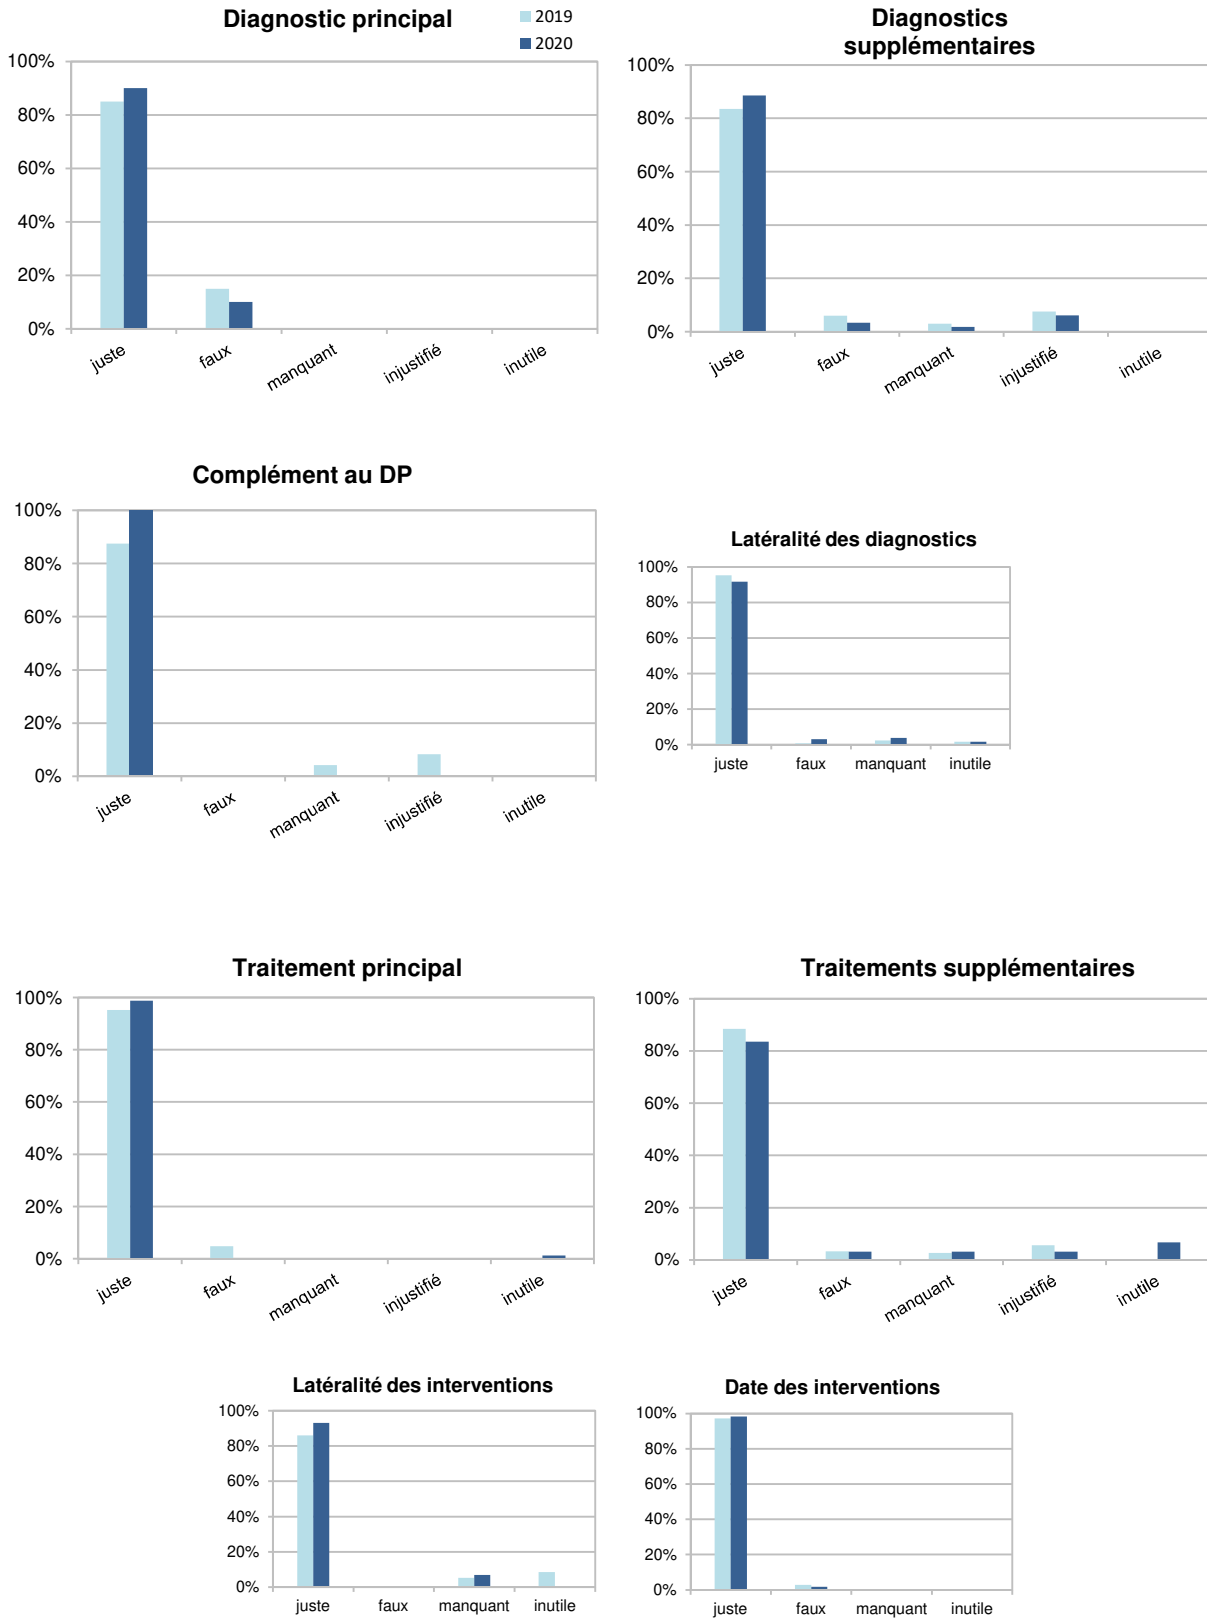 Diagnostic principal
2019
2020
100%
80%
60%
40%
20%
0%
juste
faux
manquant
injustifié
inutile
Diagnostics
supplémentaires
100%
80%
60%
40%
20%
0%
juste
faux
manquant
injustifié
inutile
Complément au DP
100%
80%
60%
40%
20%
0%
juste
faux
manquant
injustifié
inutile
Latéralité des diagnostics
100%
80%
60%
40%
20%
0%
juste
faux
manquant
inutile
Traitement principal
100%
80%
60%
40%
20%
0%
juste
faux
manquant
injustifié
inutile
Traitements supplémentaires
100%
80%
60%
40%
20%
0%
juste
faux
manquant
injustifié
inutile
Latéralité des interventions
100%
80%
60%
40%
20%
0%
juste
faux
manquant
inutile
Date des interventions
100%
80%
60%
40%
20%
0%
juste
faux
manquant
inutile